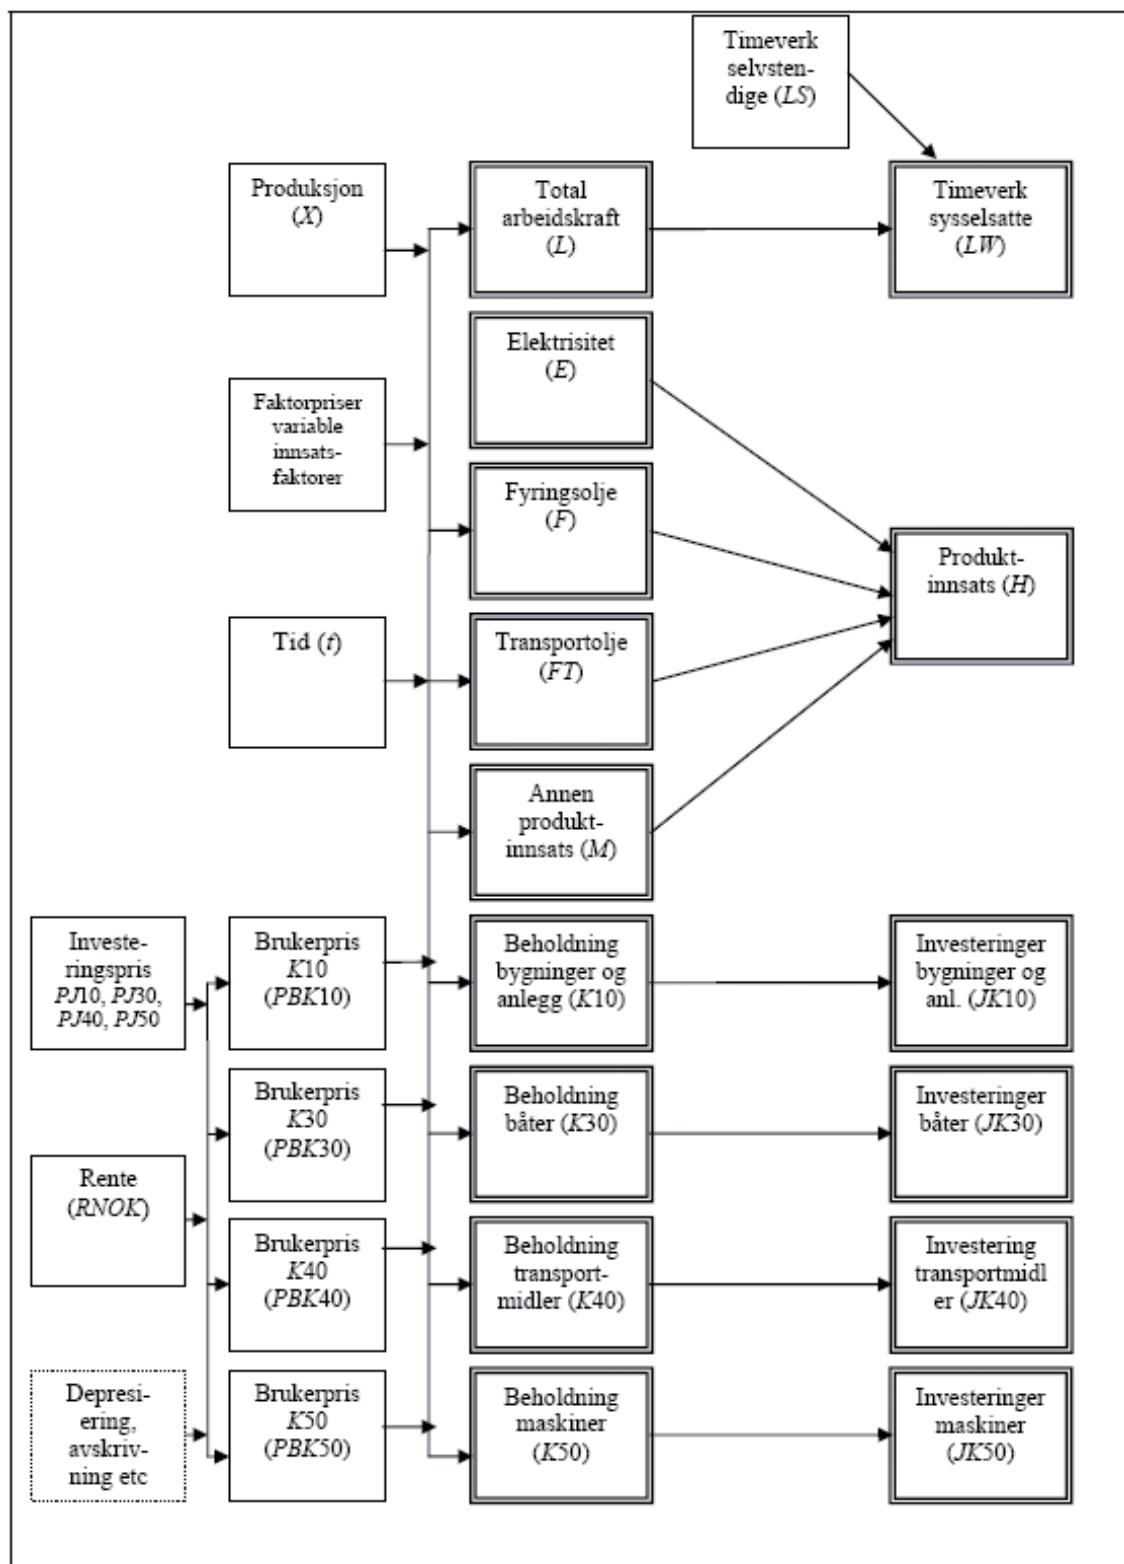 Timeverk
selvsten-
dige (LS)
Produksjon
(X)
Total
arbeidskraft
(L)
Timeverk
sysselsatte
(LW)
Elektrisitet
(E)
Faktorpriser
variable
innsats-
faktorer
Fyringsolje
(F)
Produkt-
innsats (H)
Tid (t)
Transportolje
(FT)
Annen
produkt-
innsats (M)
Investe-
ringspris
PJ10, PJ30,
PJ40, PJ50
Brukerpris
K10
(PBK10)
Beholdning
bygninger og
anlegg (K10)
Investeringer
bygninger og
anl. (JK10)
Brukerpris
K30
(PBK30)
Beholdning
båter (K30)
Investeringer
båter (JK30)
Rente
(RNOK)
Brukerpris
K40
(PBK40)
Beholdning
transport-
midler (K40)
Investering
transportmidl
er (JK40)
Depresi-
ering,
avskriv-
ning etc
Brukerpris
K50
(PBK50)
Beholdning
maskiner
(K50)
Investeringer
maskiner
(JK50)